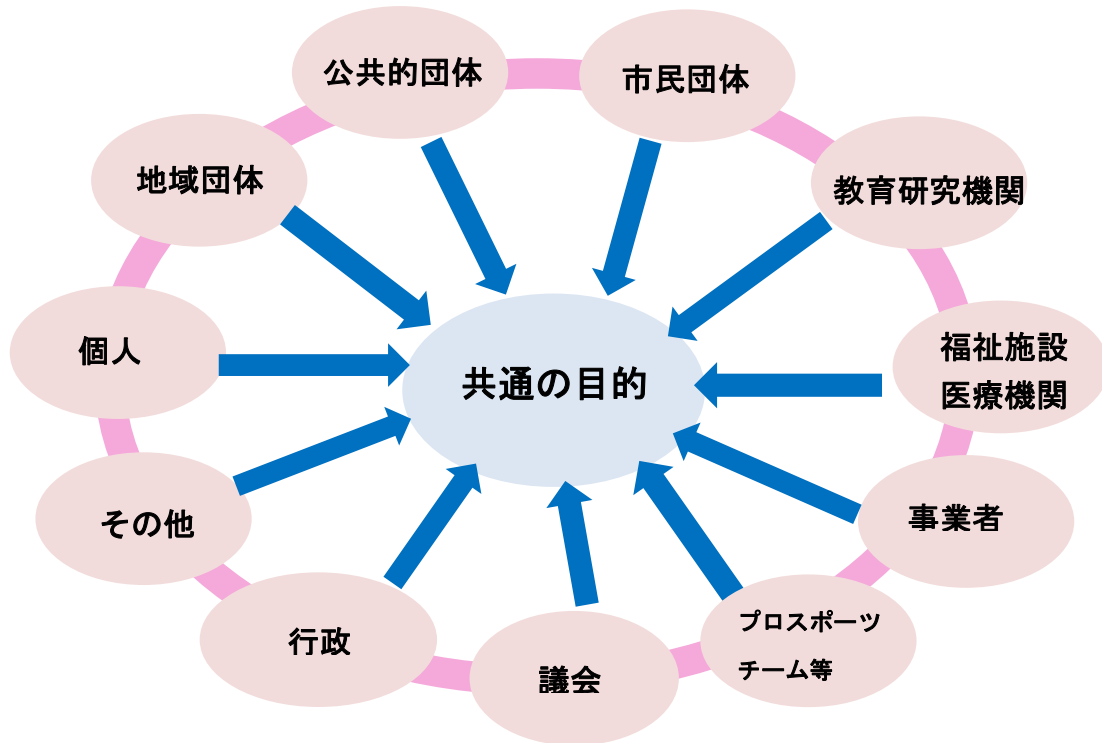 公共的団体
市民団体
地域団体
教育研究機関
個人
共通の目的
福祉施設
医療機関
その他
事業者
行政
議会
プロスポーツ
チーム等